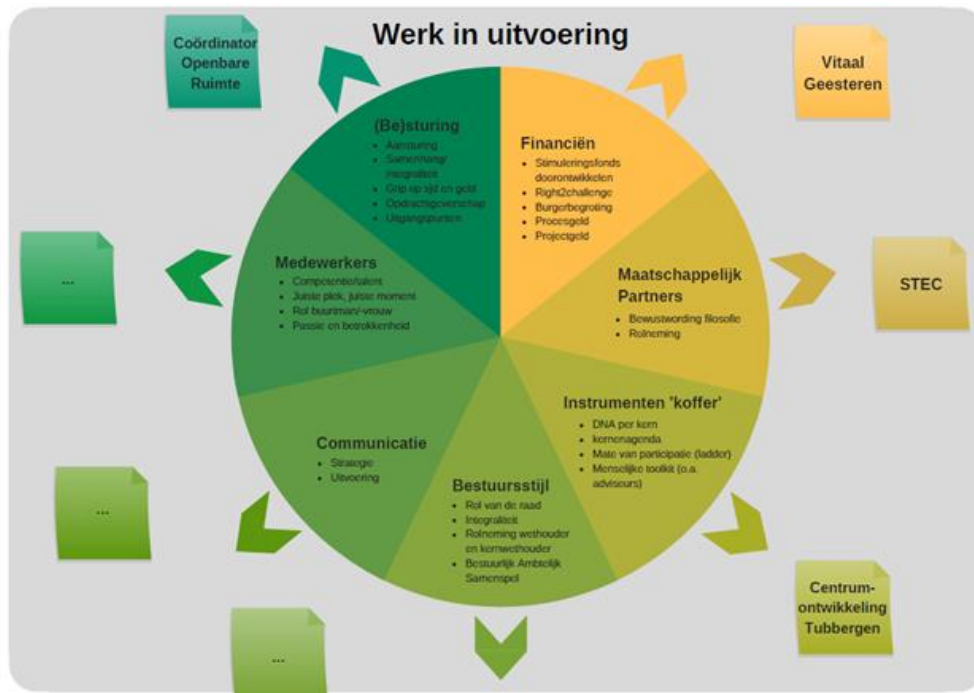 Werk in uitvoering
Coördinator
Openbare
Ruimte
Vitaal
Geesteren
(Be)sturing
Aansturing
Samenhang/
integraliteit
Grip op tijd en geld
Opdrachtgeverschap
Uitgangspunten
Financiën
Stimuleringsfonds
doorontwikkelen
Right2challenge
Burgerbegroting
Procesgeld
Projectgeld
...
Medewerkers
Competentie/talent
Juiste plek, juiste moment
Rol buurman/-vrouw
Passie en betrokkenheid
Maatschappelijk
Partners
Bewustwording filosofie
Rolneming
STEC
Instrumenten 'koffer'
DNA per kern
kernenagenda
Mate van participatie (ladder)
Menselijke toolkit (o.a.
adviseurs)
Communicatie
Strategie
Uitvoering
Bestuursstijl
Rol van de raad
Integraliteit
Rolneming wethouder
en kernwethouder
Bestuurlijk Ambtelijk
Samenspel
...
Centrum-
ontwikkeling
Tubbergen
...